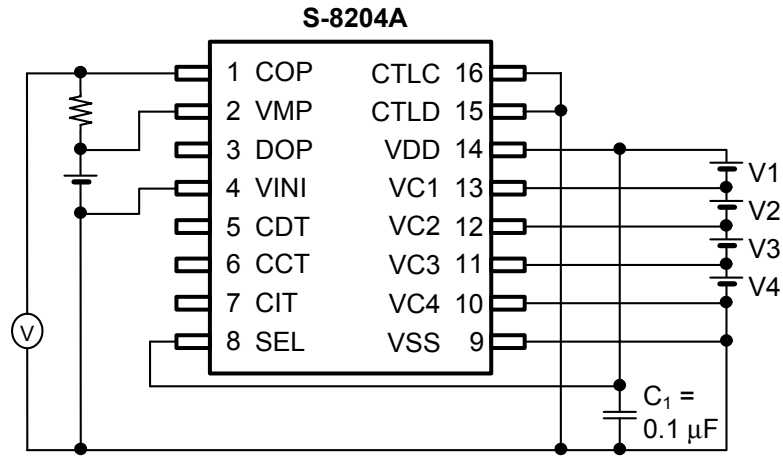 S-8204A
1 COP CTLC 16
2 VMP CTLD 15
3 DOP VDD 14
4 VINI VC1 13
5 CDT VC2 12
6 CCT VC3 11
7 CIT VC4 10
8 SEL VSS 9
V1
V2
V3
V4
V
C₁ =
0.1 μF